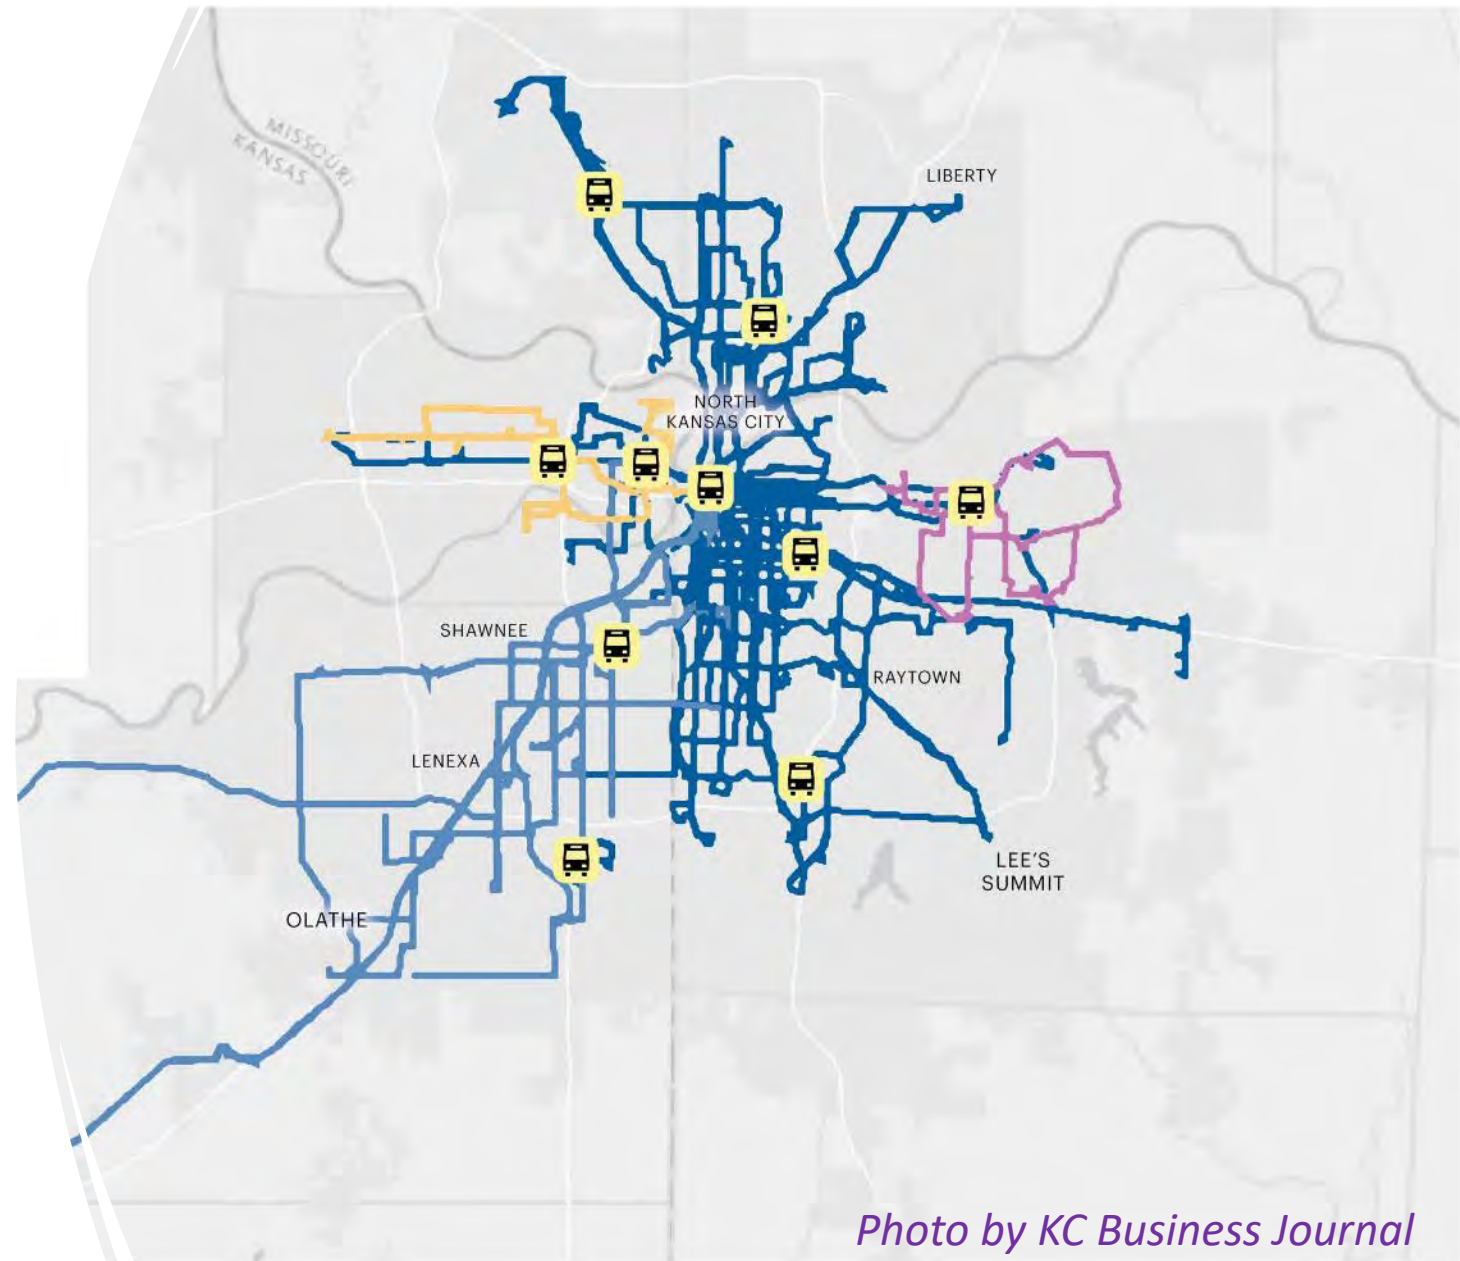 MISSOURI
KANSAS
LIBERTY
NORTH
KANSAS CITY
SHAWNEE
RAYTOWN
LENEXA
LEE'S
SUMMIT
OLATHE
Photo by KC Business Journal